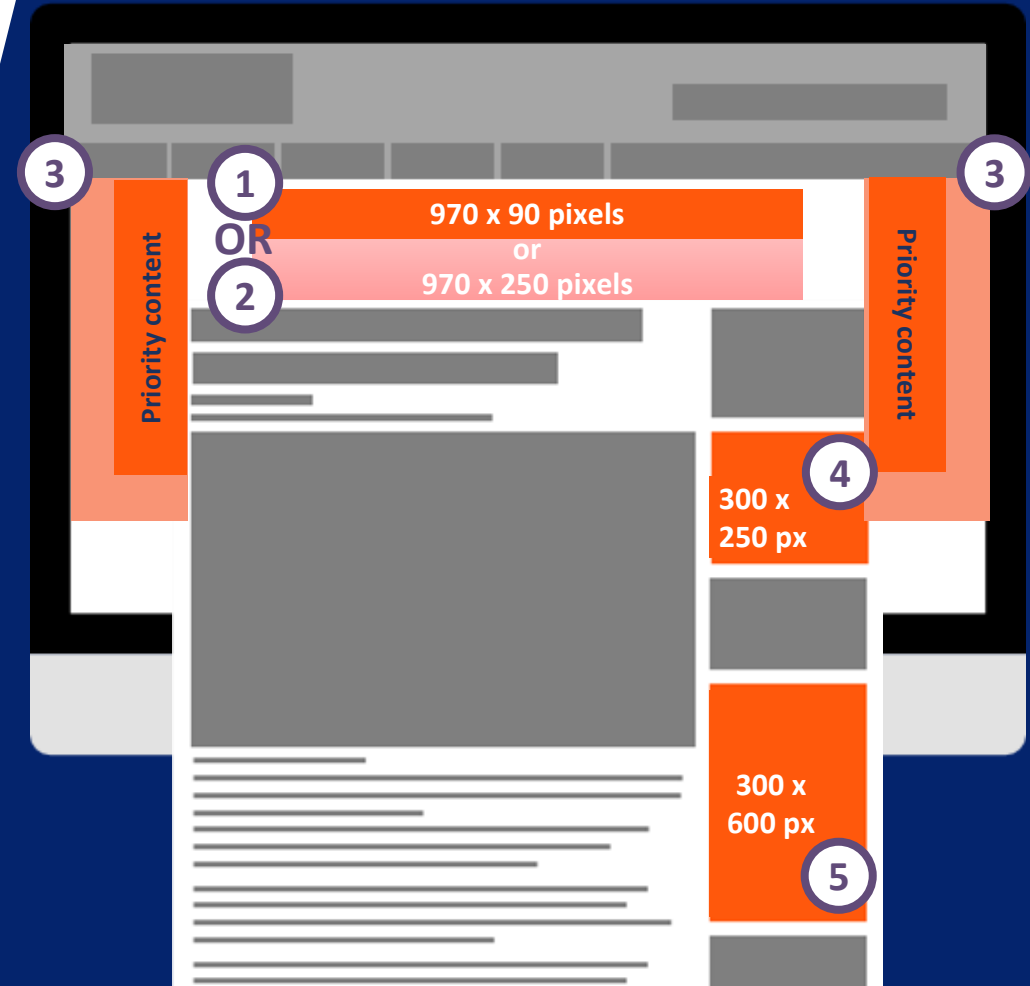 3
3
1
970 x 90 pixels
OR
or
2
970 x 250 pixels
Priority content
Priority content
4
300 x
250 px
300 x
600 px
5